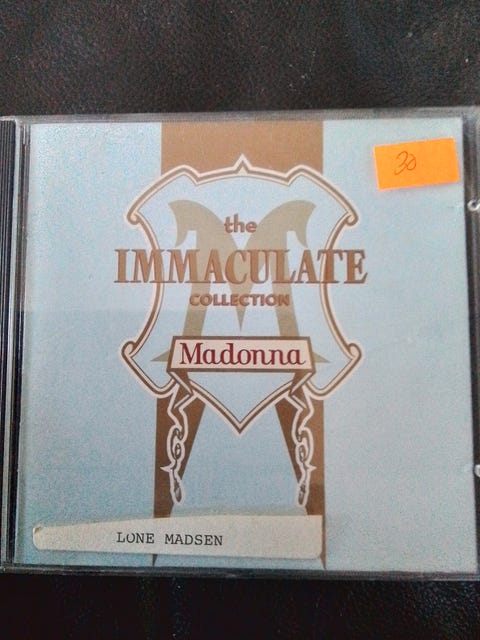 30
the
IMMACULATE
COLLECTION
Madonna
LONE MADSEN